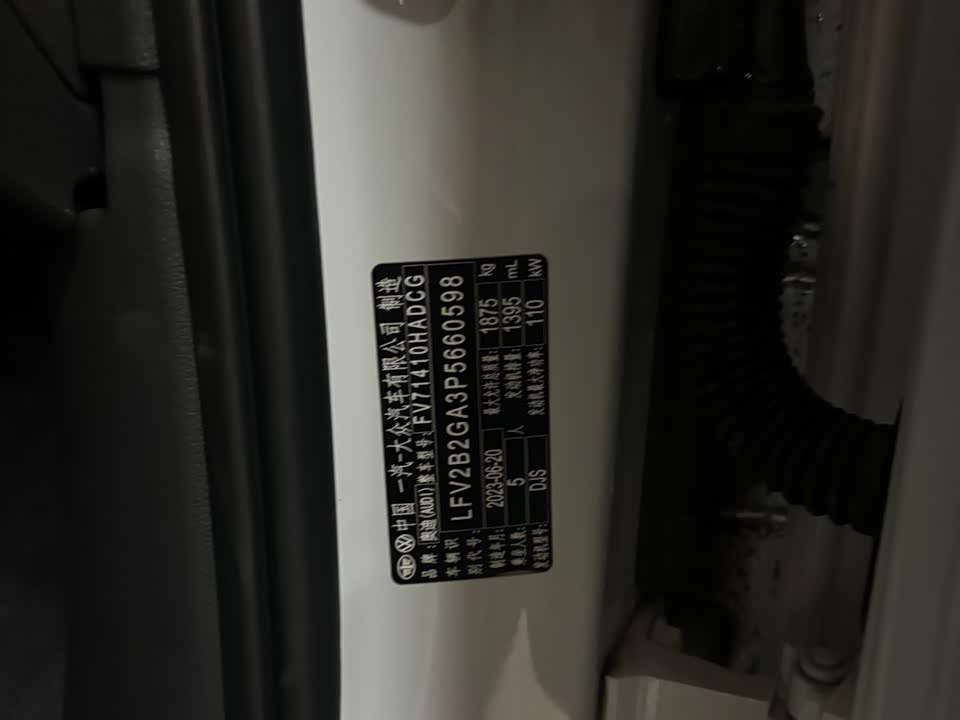 中国 一汽-大众汽车有限公司 制造
品牌:奥迪(AUDI) 整车型号:FV71410HADCG
车辆识别代号: LFV2B2GA3P5660598
制造年月: 2023-06-20 最大允许总质量: 1875 kg
乘坐人数: 5 人 发动机排量: 1395 mL
发动机型号: DJS 发动机最大净功率: 110 kW